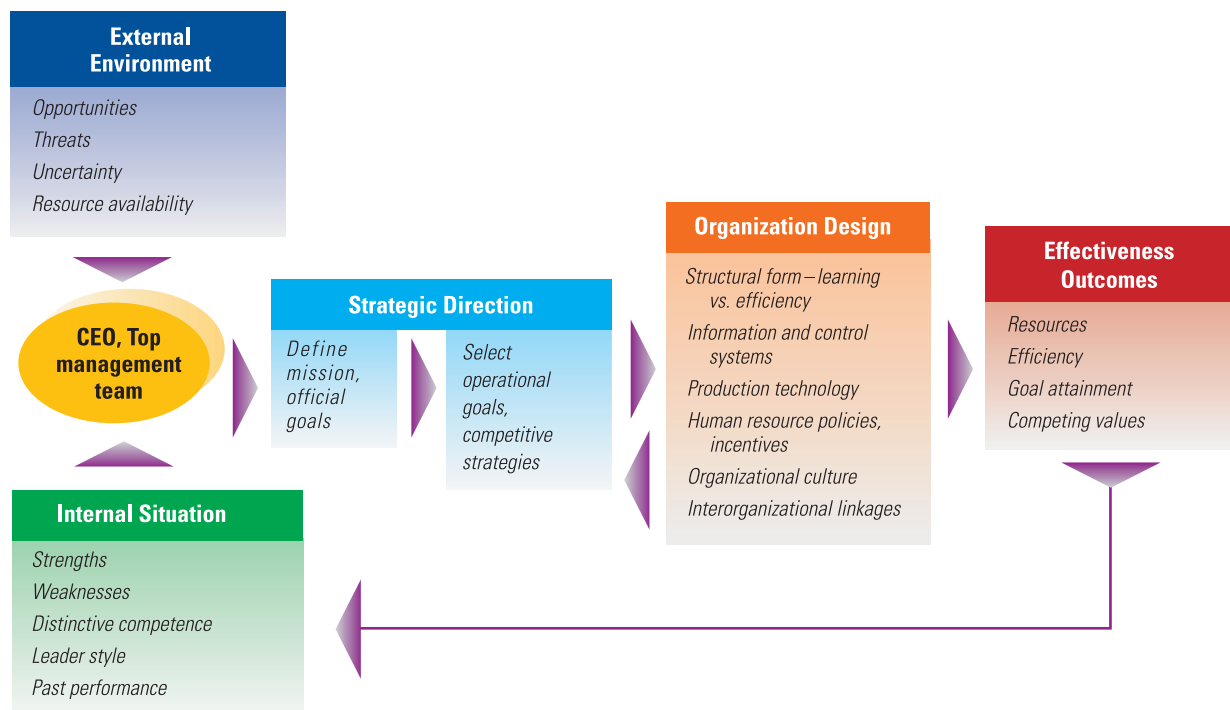 External
Environment
Opportunities
Threats
Uncertainty
Resource availability
CEO, Top
management
team
Internal Situation
Strengths
Weaknesses
Distinctive competence
Leader style
Past performance
Strategic Direction
Define
mission,
official
goals
Select
operational
goals,
competitive
strategies
Organization Design
Structural form – learning
vs. efficiency
Information and control
systems
Production technology
Human resource policies,
incentives
Organizational culture
Interorganizational linkages
Effectiveness
Outcomes
Resources
Efficiency
Goal attainment
Competing values